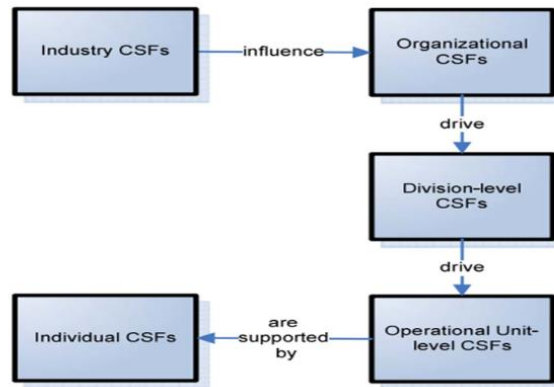 Industry CSFs
influence
Organizational
CSFs
drive
Division-level
CSFs
drive
Operational Unit-
level CSFs
are
supported
by
Individual CSFs